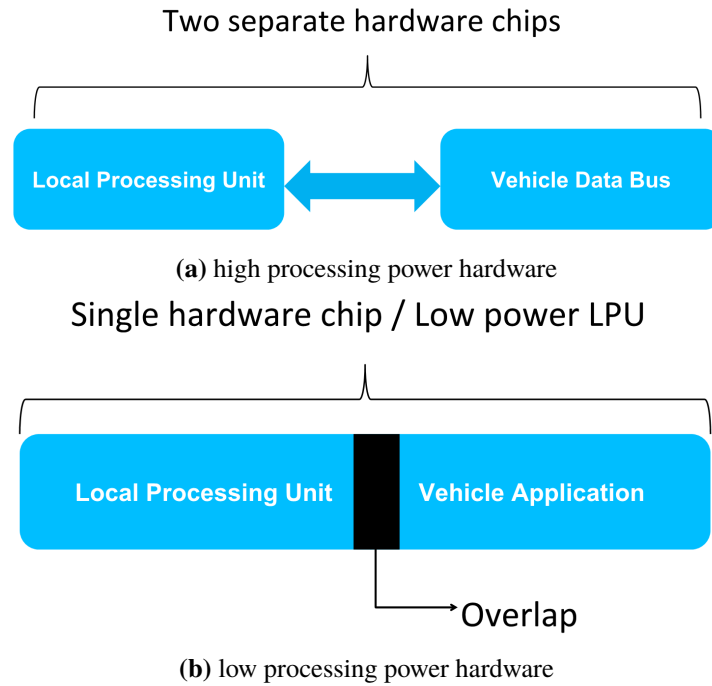 Two separate hardware chips
Local Processing Unit
Vehicle Data Bus
(a) high processing power hardware
Single hardware chip / Low power LPU
Local Processing Unit
Vehicle Application
Overlap
(b) low processing power hardware